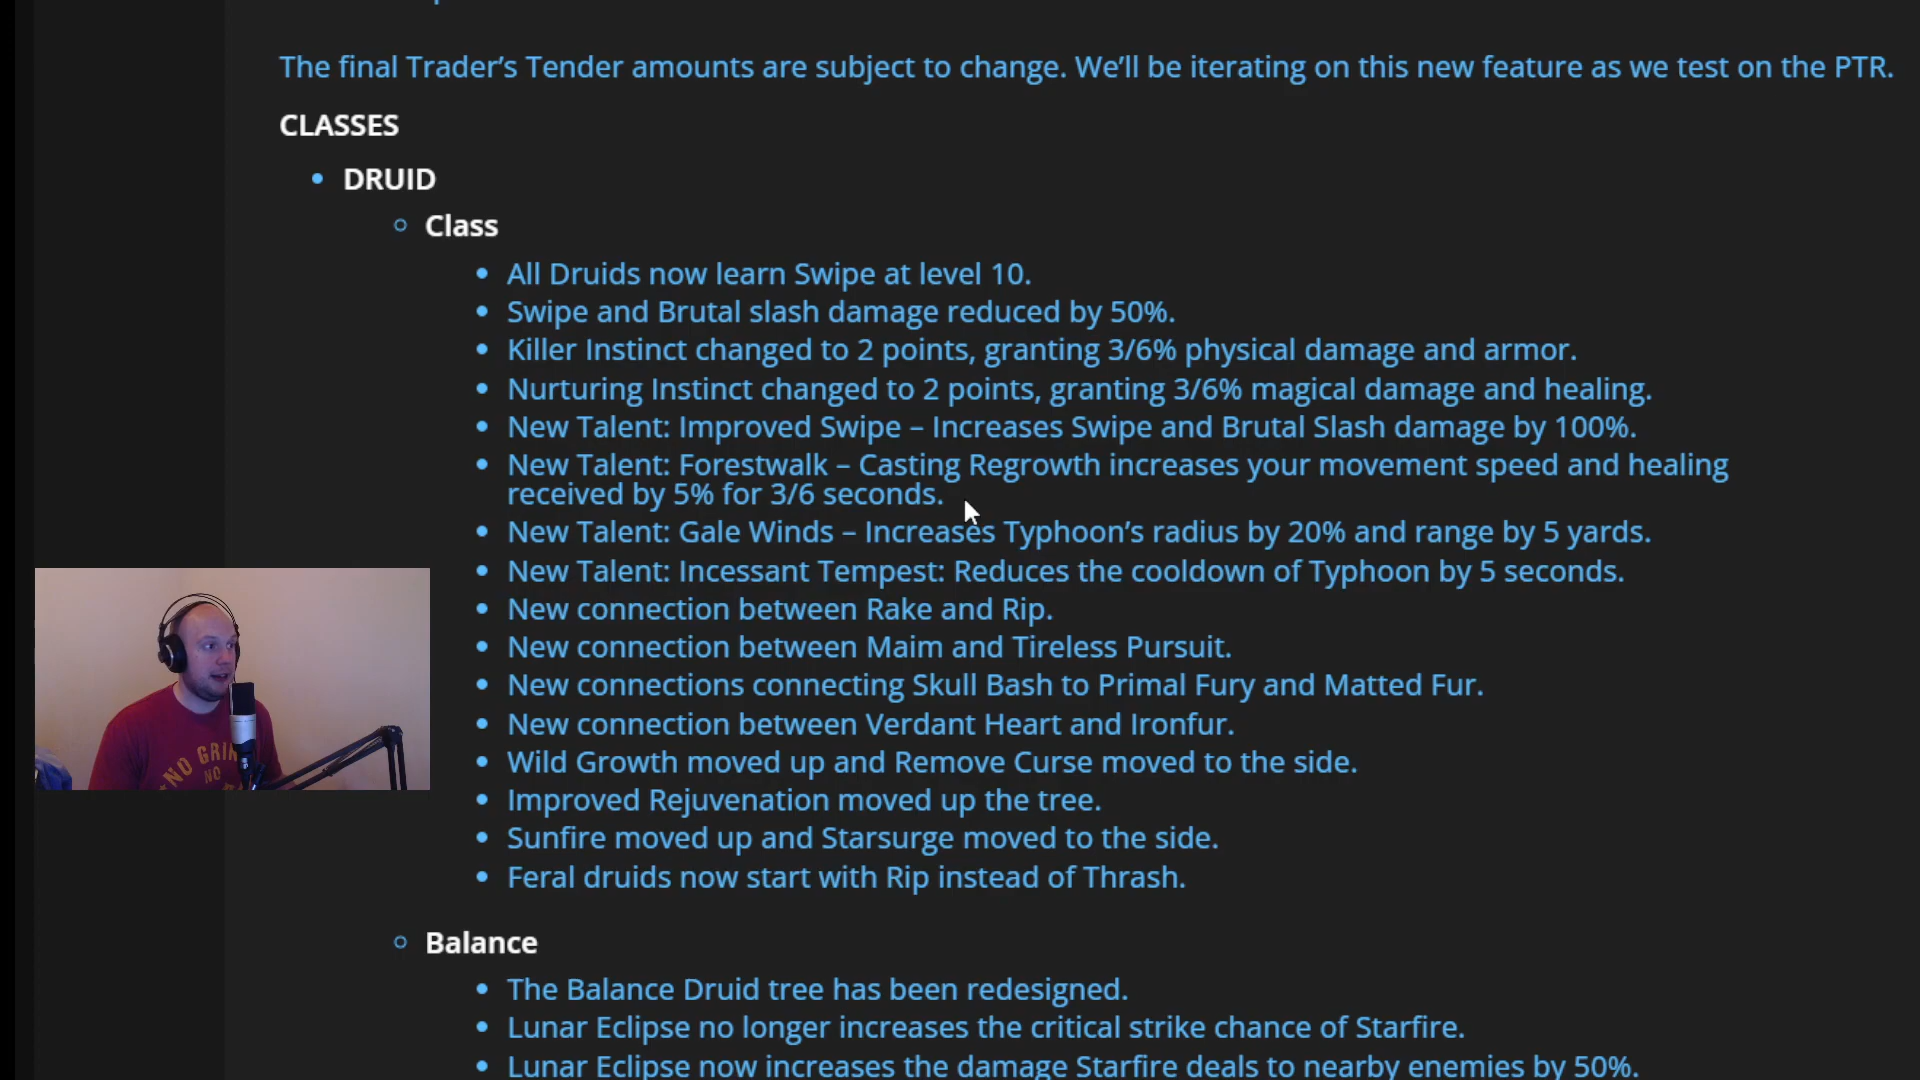 The final Trader’s Tender amounts are subject to change. We’ll be iterating on this new feature as we test on the PTR.
CLASSES
DRUID
Class
All Druids now learn Swipe at level 10.
Swipe and Brutal slash damage reduced by 50%.
Killer Instinct changed to 2 points, granting 3/6% physical damage and armor.
Nurturing Instinct changed to 2 points, granting 3/6% magical damage and healing.
New Talent: Improved Swipe – Increases Swipe and Brutal Slash damage by 100%.
New Talent: Forestwalk – Casting Regrowth increases your movement speed and healing
received by 5% for 3/6 seconds.
New Talent: Gale Winds – Increases Typhoon’s radius by 20% and range by 5 yards.
New Talent: Incessant Tempest: Reduces the cooldown of Typhoon by 5 seconds.
New connection between Rake and Rip.
New connection between Maim and Tireless Pursuit.
New connections connecting Skull Bash to Primal Fury and Matted Fur.
New connection between Verdant Heart and Ironfur.
Wild Growth moved up and Remove Curse moved to the side.
Improved Rejuvenation moved up the tree.
Sunfire moved up and Starsurge moved to the side.
Feral druids now start with Rip instead of Thrash.
Balance
The Balance Druid tree has been redesigned.
Lunar Eclipse no longer increases the critical strike chance of Starfire.
Lunar Eclipse now increases the damage Starfire deals to nearby enemies by 50%.
NO GRI
NO